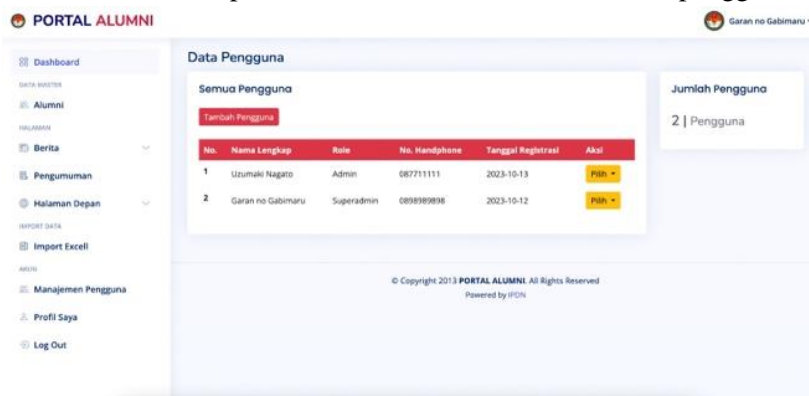 PORTAL ALUMNI
Garan no Gabimaru
Dashboard
DATA MASTER
Alumni
HALAMAN
Berita
Pengumuman
Halaman Depan
IMPORT DATA
Import Excell
AKUN
Manajemen Pengguna
Profil Saya
Log Out
Data Pengguna
Semua Pengguna
Tambah Pengguna
No. Nama Lengkap Role No. Handphone Tanggal Registrasi Aksi
1 Uzumaki Nagato Admin 087711111 2023-10-13 Pilih
2 Garan no Gabimaru Superadmin 0898989898 2023-10-12 Pilih
Jumlah Pengguna
2 | Pengguna
© Copyright 2013 PORTAL ALUMNI. All Rights Reserved
Powered by IPDN